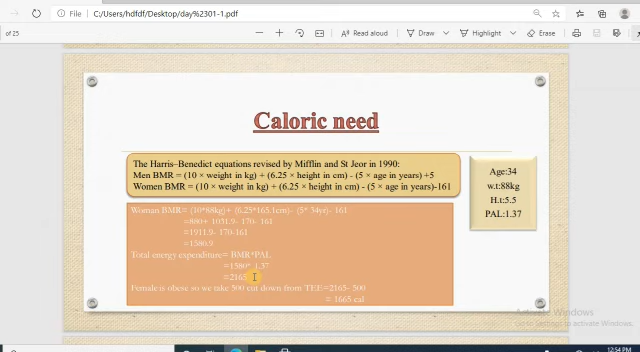 File | C:/Users/hdfdf/Desktop/day%2301-1.pdf
of 25
Read aloud
Draw
Highlight
Erase
Caloric need
The Harris–Benedict equations revised by Mifflin and St Jeor in 1990:
Men BMR = (10 × weight in kg) + (6.25 × height in cm) - (5 × age in years) +5
Women BMR = (10 × weight in kg) + (6.25 × height in cm) - (5 × age in years)-161
Age:34
w.t:88kg
H.t:5.5
PAL:1.37
Woman BMR= (10*88kg)+ (6.25*165.1cm)- (5* 34yr)- 161
=880+ 1031.9- 170- 161
=1911.9- 170-161
=1580.9
Total energy expenditure= BMR*PAL
=1580* 1.37
=2165
Female is obese so we take 500 cut down from TEE=2165- 500
= 1665 cal
Activate Windows
Go to Settings to activate Windows.
12:54 PM